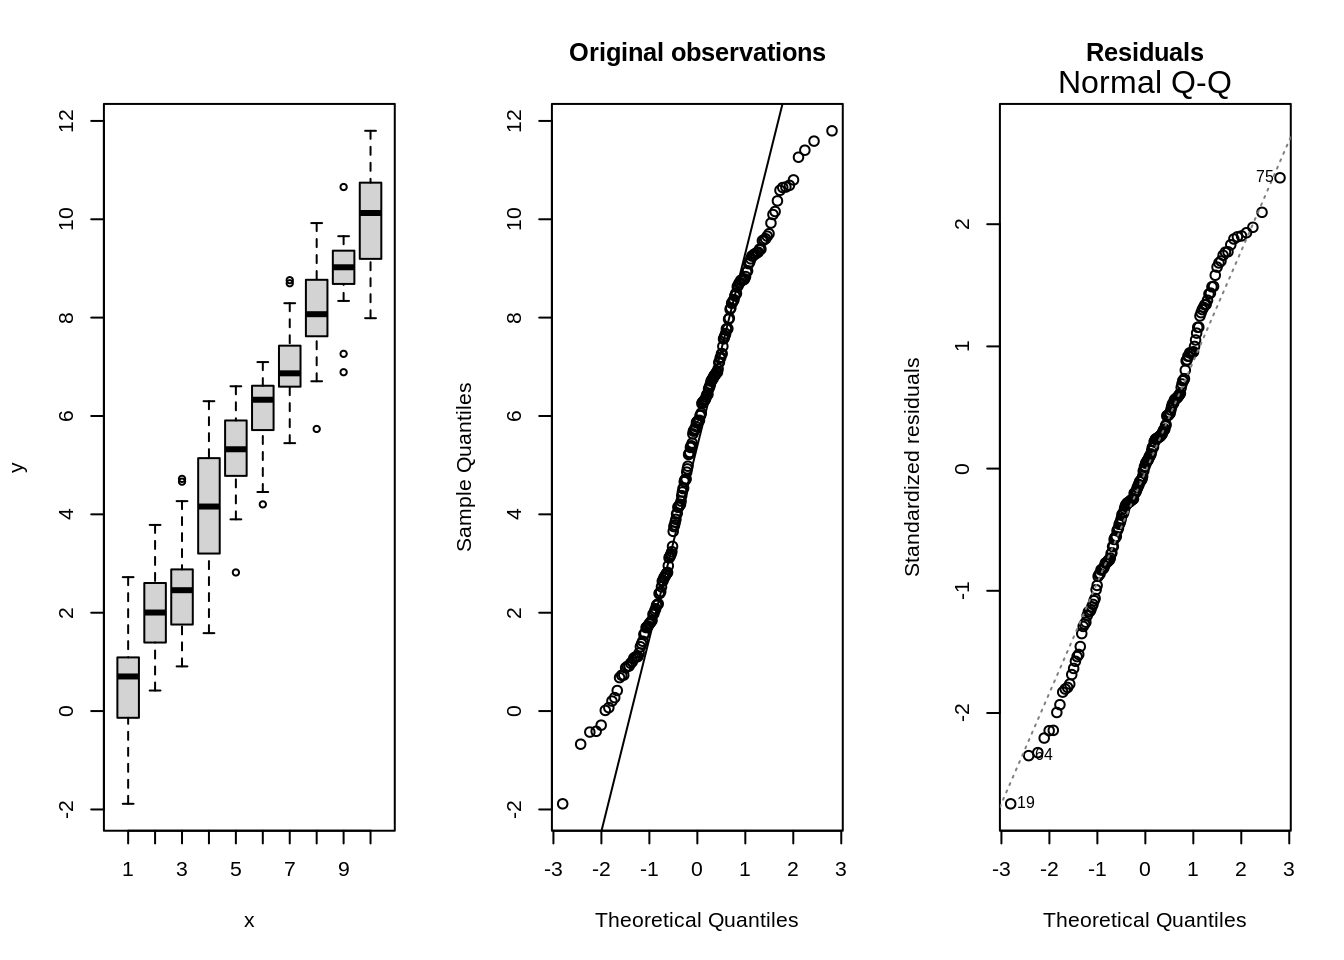 y
12
10
8
6
4
2
0
-2
1 3 5 7 9
x
Original observations
Sample Quantiles
12
10
8
6
4
2
0
-2
-3 -2 -1 0 1 2 3
Theoretical Quantiles
Residuals
Normal Q-Q
Standardized residuals
2
1
0
-1
-2
75
64
19
-3 -2 -1 0 1 2 3
Theoretical Quantiles